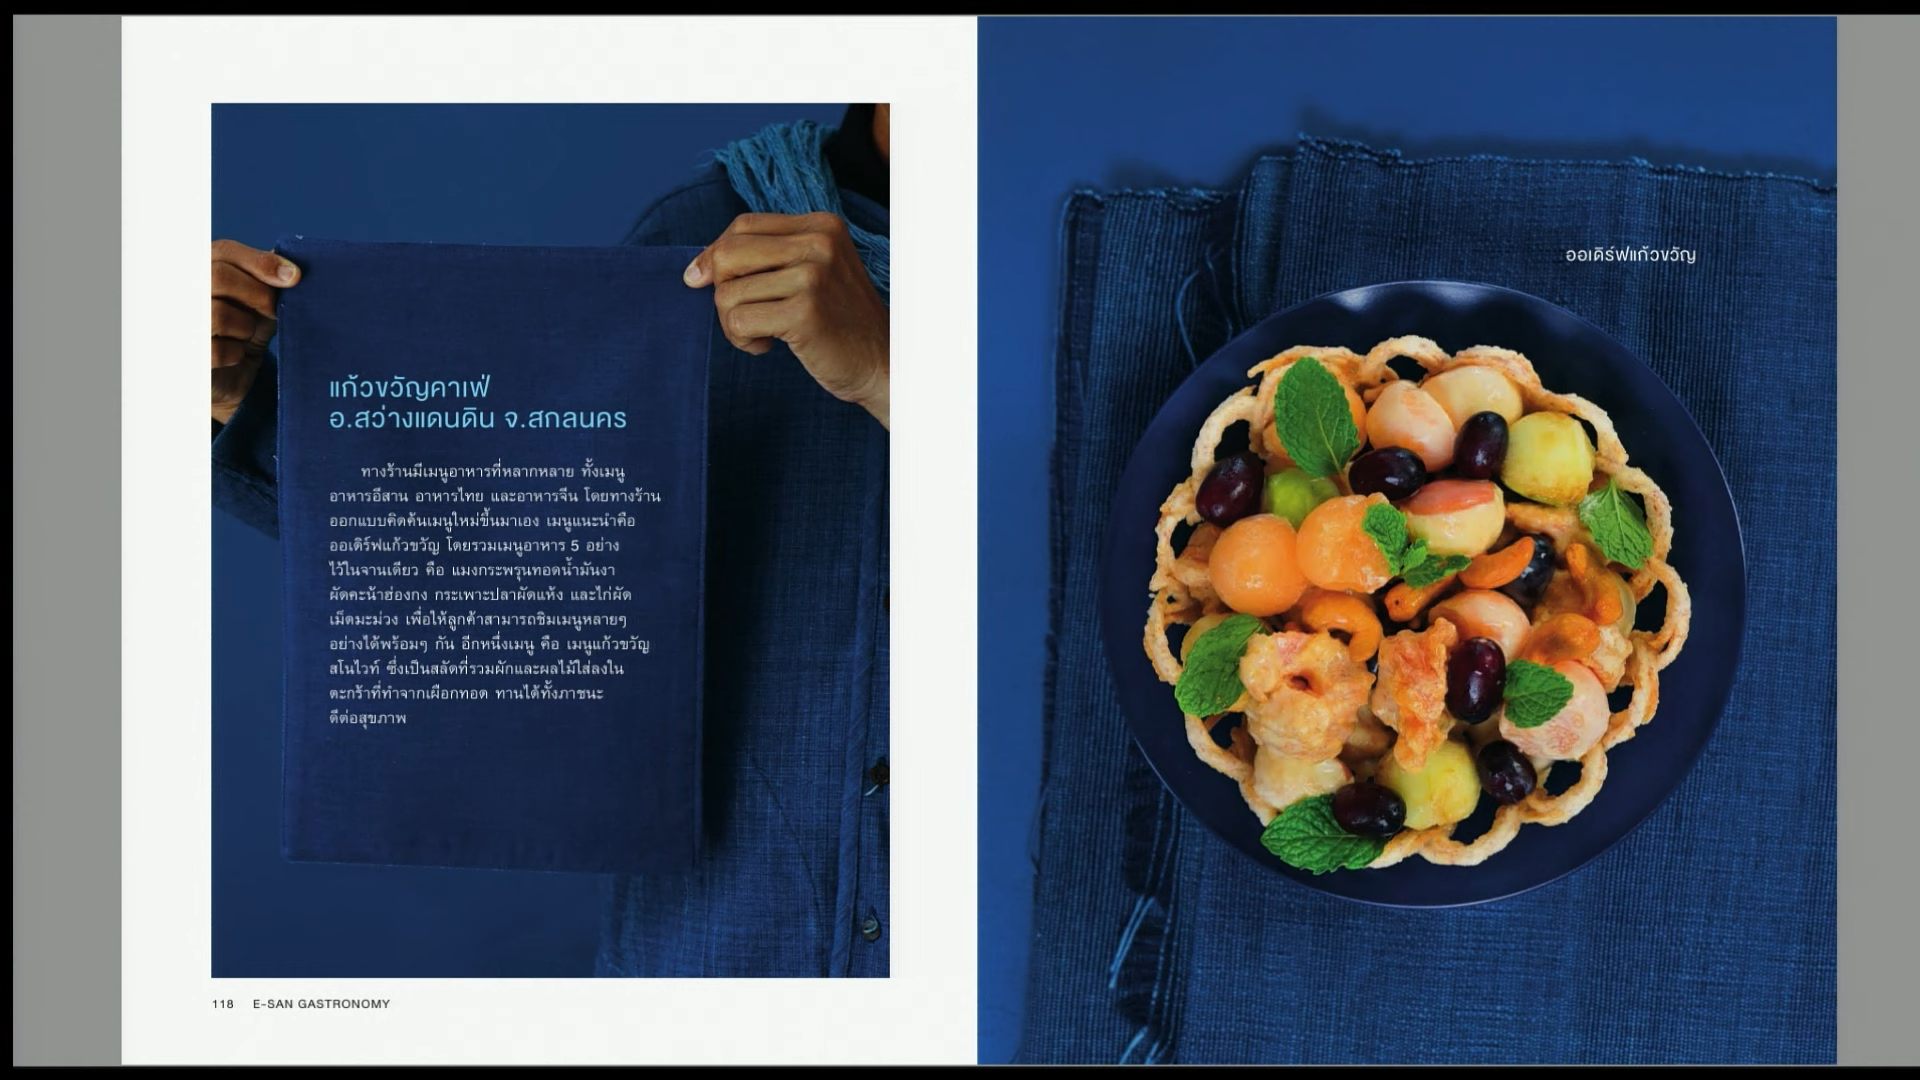 แก้วขวัญคาเฟ่
อ.สว่างแดนดิน จ.สกลนคร
ทางร้านมีเมนูอาหารที่หลากหลาย ทั้งเมนู
อาหารอีสาน อาหารไทย และอาหารจีน โดยทางร้าน
ออกแบบคิดค้นเมนูใหม่ขึ้นมาเอง เมนูแนะนำคือ
ออเดิร์ฟแก้วขวัญ โดยรวมเมนูอาหาร 5 อย่าง
ไว้ในจานเดียว คือ แมงกระพรุนทอดน้ำมันงา
ผัดคะน้าฮ่องกง กระเพาะปลาผัดแห้ง และไก่ผัด
เม็ดมะม่วง เพื่อให้ลูกค้าสามารถชิมเมนูหลายๆ
อย่างได้พร้อมๆ กัน อีกหนึ่งเมนู คือ เมนูแก้วขวัญ
สโนไวท์ ซึ่งเป็นสลัดที่รวมผักและผลไม้ใส่ลงใน
ตะกร้าที่ทำจากเผือกทอด ทานได้ทั้งภาชนะ
ดีต่อสุขภาพ
118 E-SAN GASTRONOMY
ออเดิร์ฟแก้วขวัญ